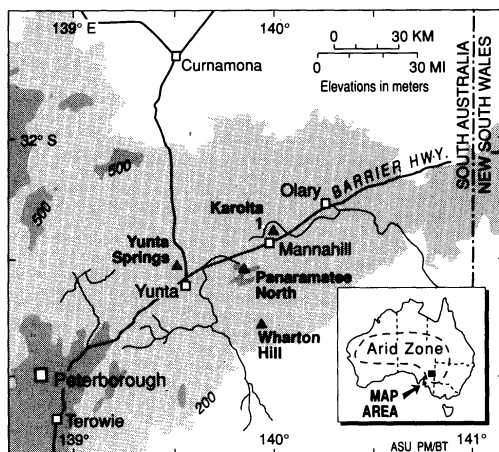 139° E
140°
141°
0 30 KM
0 30 MI
Elevations in meters
Curnamona
32° S
500
500
SOUTH AUSTRALIA
NEW SOUTH WALES
BARRIER HWY.
Olary
Karolta
1
Mannahill
Yunta
Springs
Panaramatee
North
Yunta
Wharton
Hill
200
Peterborough
Terowie
Arid Zone
MAP
AREA
139°
140
141°
ASU PM/BT